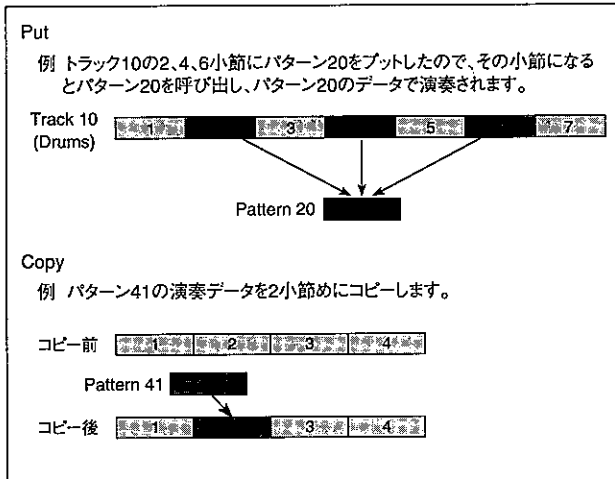 Put
例 トラック10の2、4、6小節にパターン20をプットしたので、その小節になる
とパターン20を呼び出し、パターン20のデータで演奏されます。
Track 10
(Drums)
1 3 5 7
Pattern 20
Copy
例 パターン41の演奏データを2小節めにコピーします。
コピー前 1 2 3 4
Pattern 41
コピー後 1 3 4